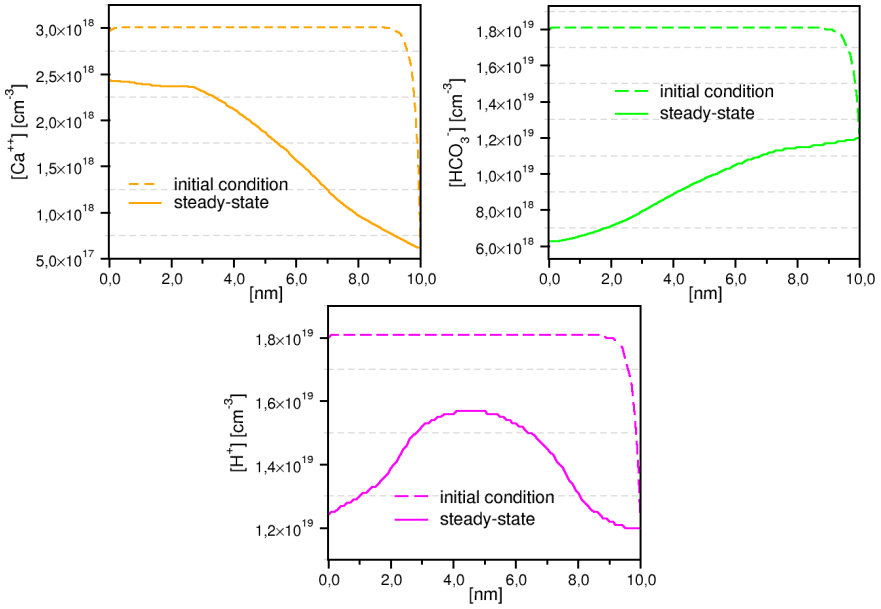 [Ca++] [cm-3]
3,0×10^18
2,5×10^18
2,0×10^18
1,5×10^18
1,0×10^18
5,0×10^17
initial condition
steady-state
0,0 2,0 4,0 6,0 8,0 10,0
[nm]
[HCO3-] [cm-3]
1,8×10^19
1,6×10^19
1,4×10^19
1,2×10^19
1,0×10^19
8,0×10^18
6,0×10^18
initial condition
steady-state
0,0 2,0 4,0 6,0 8,0 10,0
[nm]
[H+] [cm-3]
1,8×10^19
1,6×10^19
1,4×10^19
1,2×10^19
initial condition
steady-state
0,0 2,0 4,0 6,0 8,0 10,0
[nm]